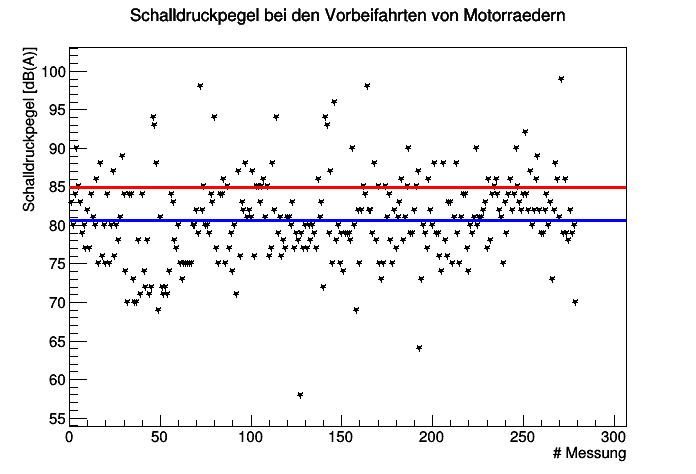 Schalldruckpegel bei den Vorbeifahrten von Motorraedern
Schalldruckpegel [dB(A)]
100
95
90
85
80
75
70
65
60
55
0 50 100 150 200 250 300
# Messung